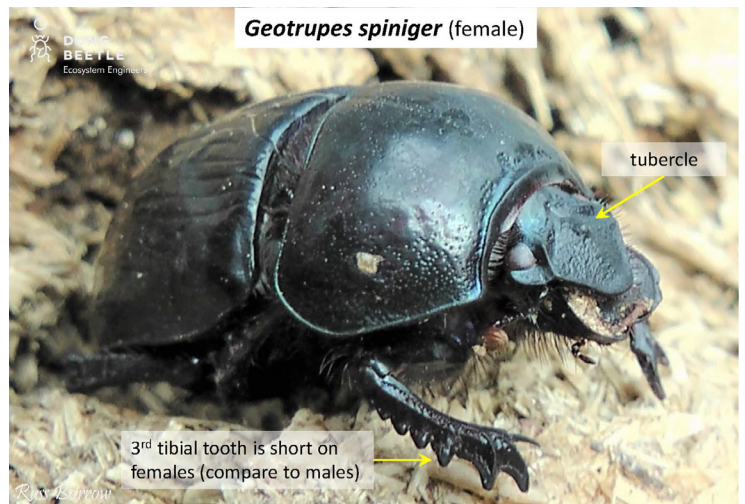 Geotrupes spiniger (female)
DUNG
BEETLE
Ecosystem Engineers
tubercle
3rd tibial tooth is short on
females (compare to males)
Russ Barrow